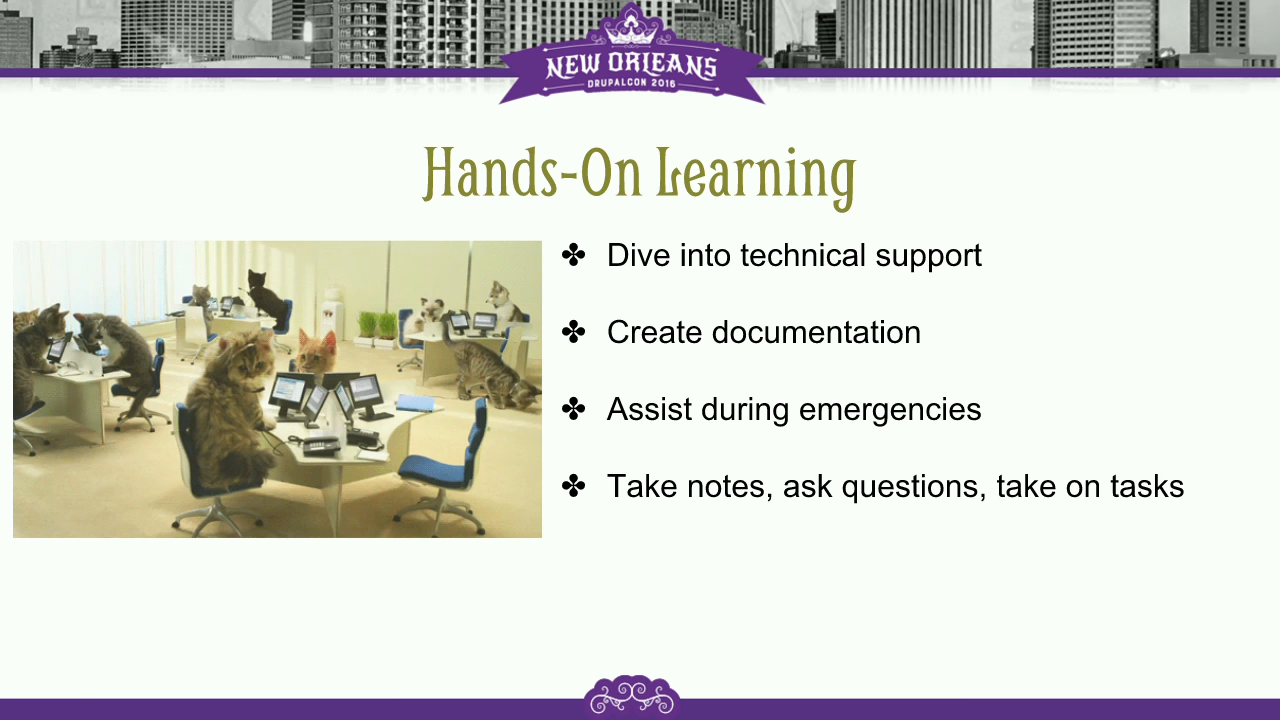 NEW ORLEANS
DRUPALCON 2016
Hands-On Learning
✤ Dive into technical support
✤ Create documentation
✤ Assist during emergencies
✤ Take notes, ask questions, take on tasks